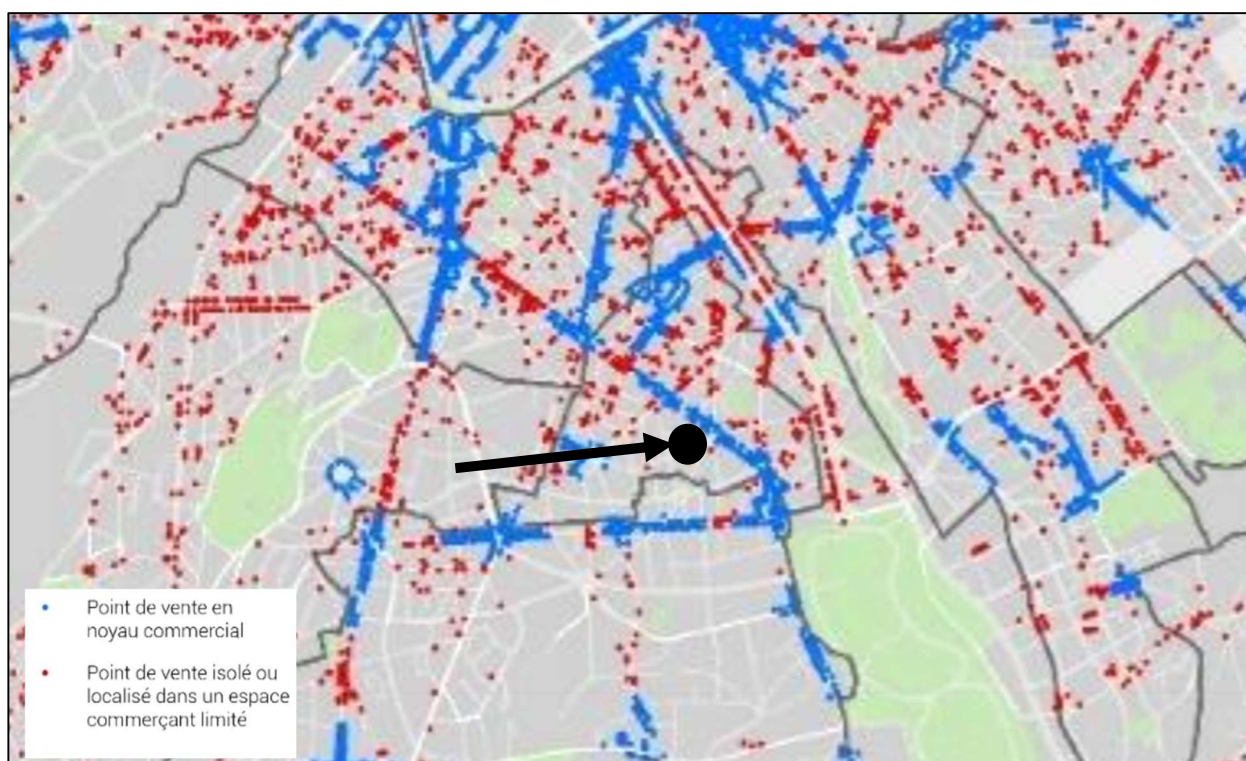 Point de vente en
noyau commercial
Point de vente isolé ou
localisé dans un espace
commerçant limité